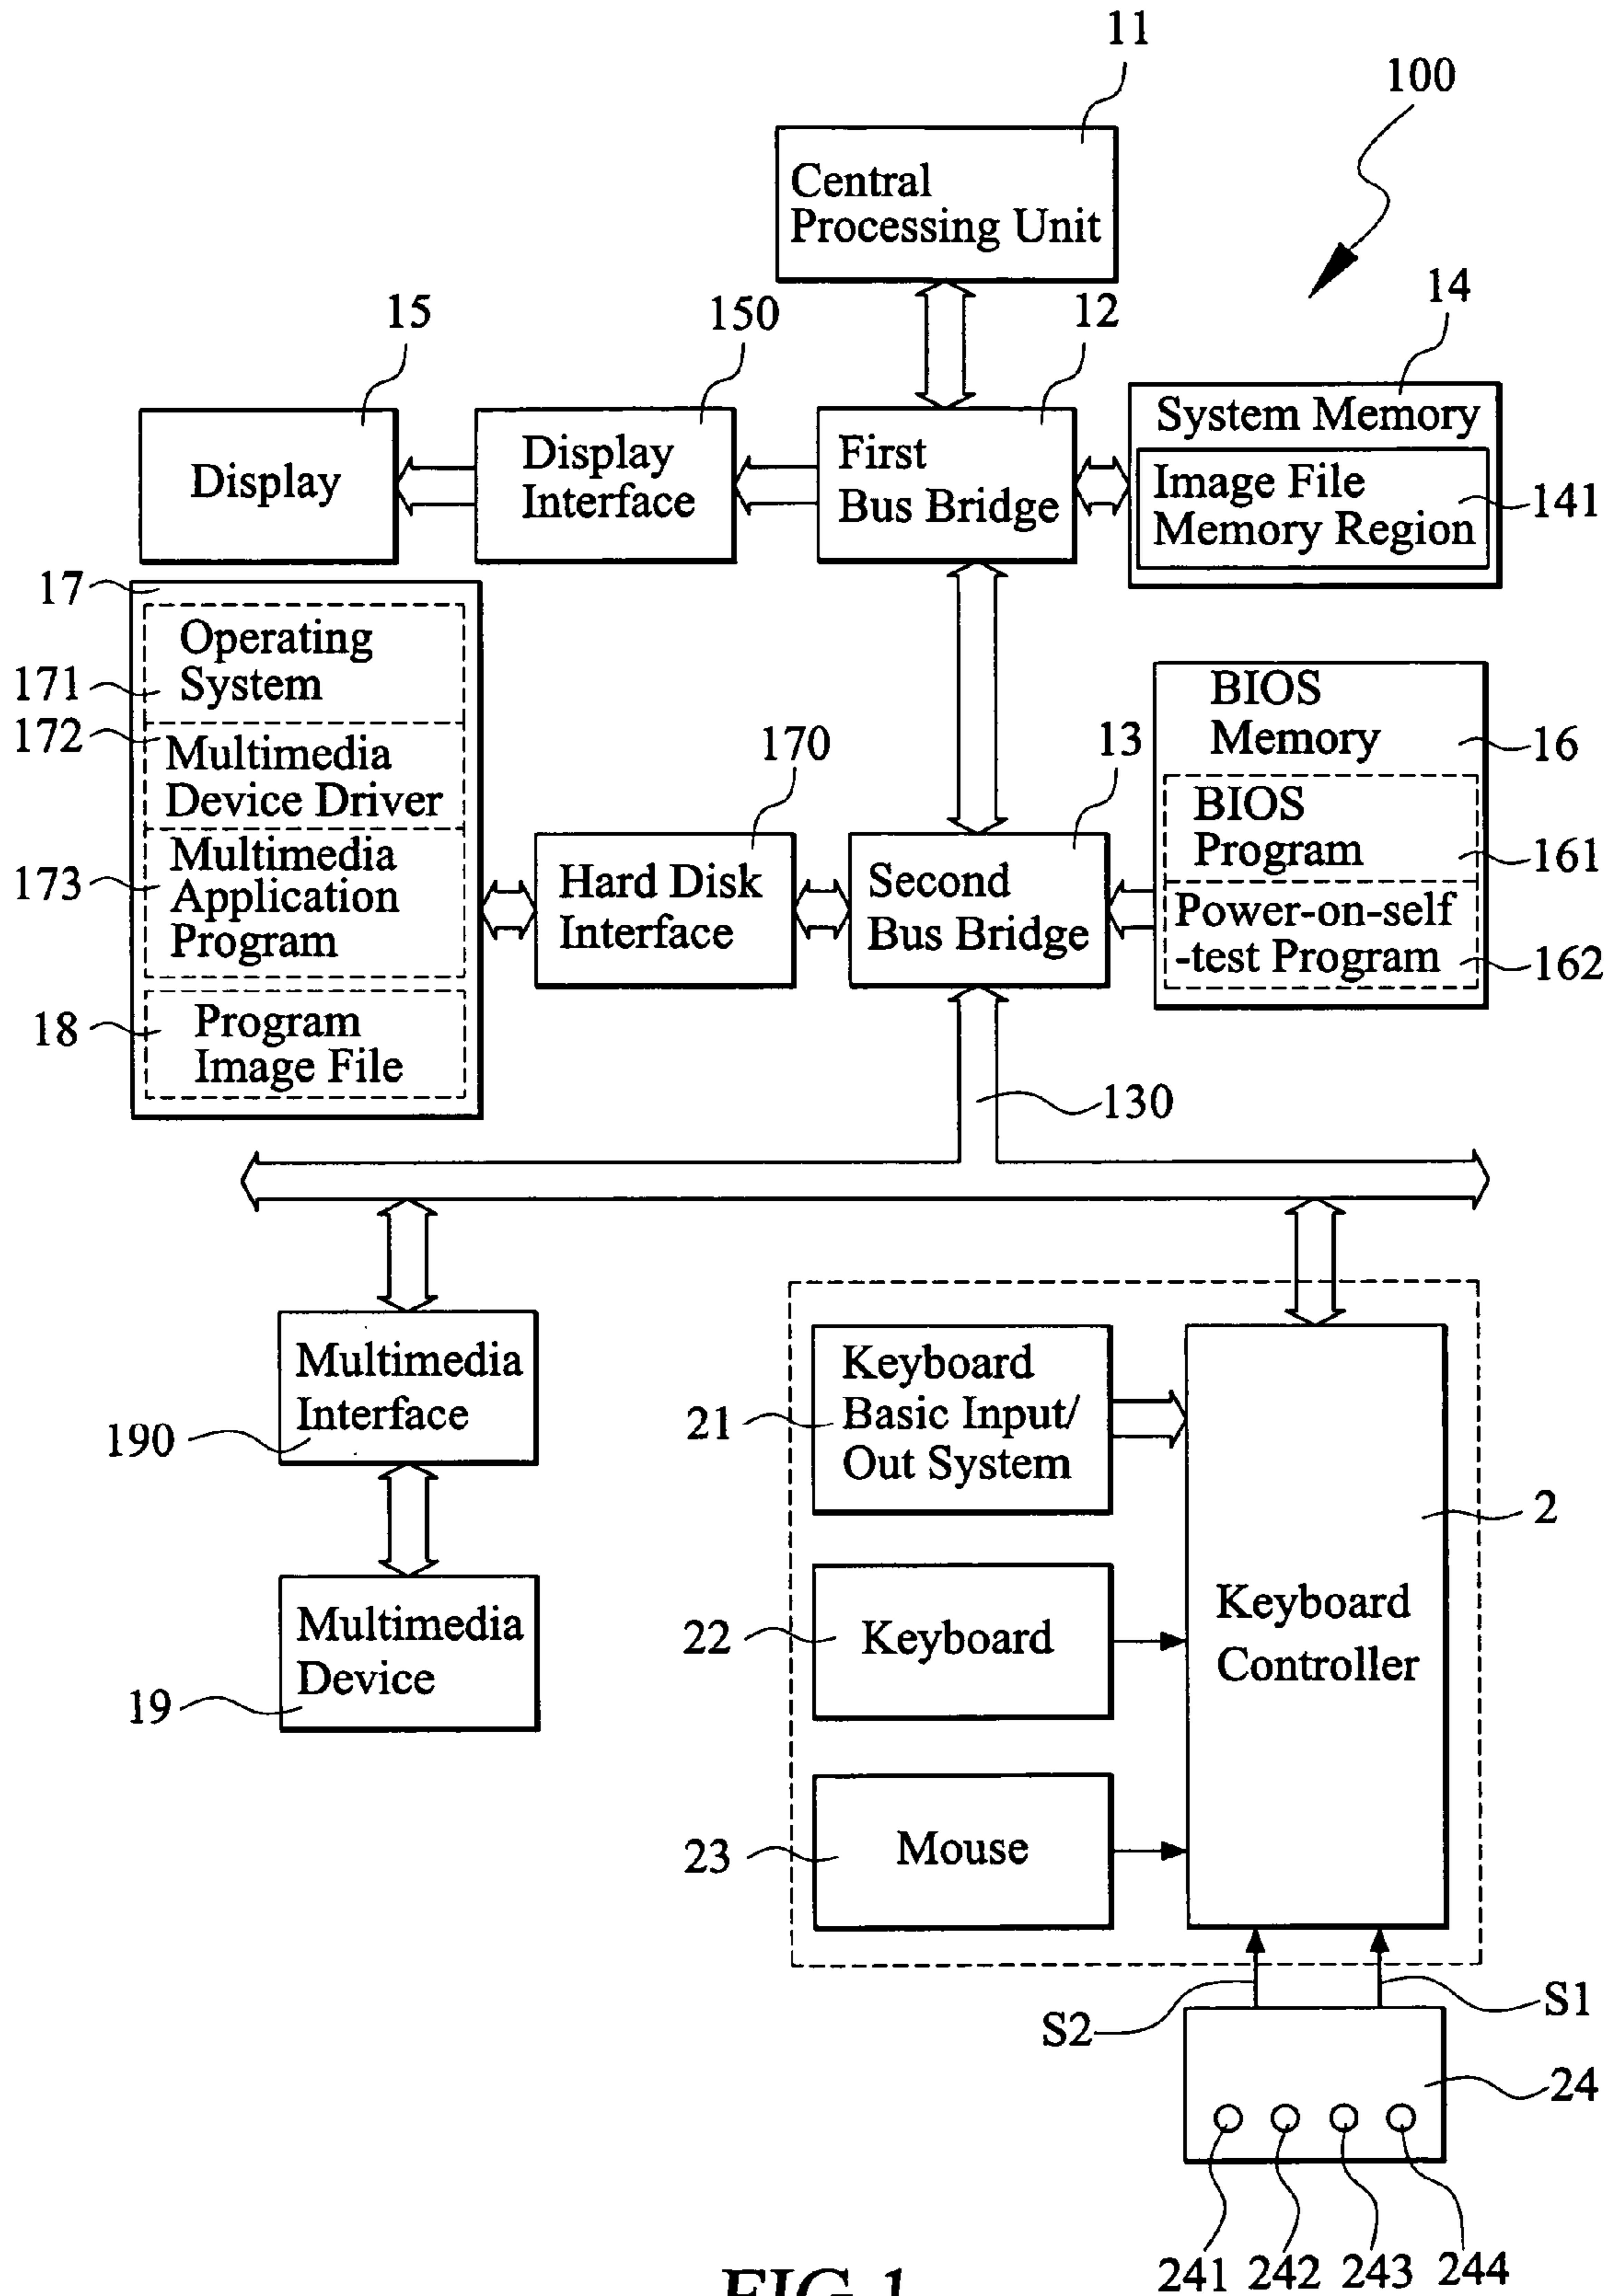 11
100
Central
Processing Unit
15
150
12
14
Display
Display
Interface
First
Bus Bridge
System Memory
Image File
Memory Region
141
17
Operating
System
171
172
Multimedia
Device Driver
Multimedia
Application
Program
173
18
Program
Image File
170
Hard Disk
Interface
13
Second
Bus Bridge
BIOS
Memory
16
BIOS
Program
161
Power-on-self
-test Program
162
130
Multimedia
Interface
190
Multimedia
Device
19
Keyboard
Basic Input/
Out System
21
Keyboard
22
Mouse
23
Keyboard
Controller
2
S2
S1
24
241
242
243
244
FIG.1